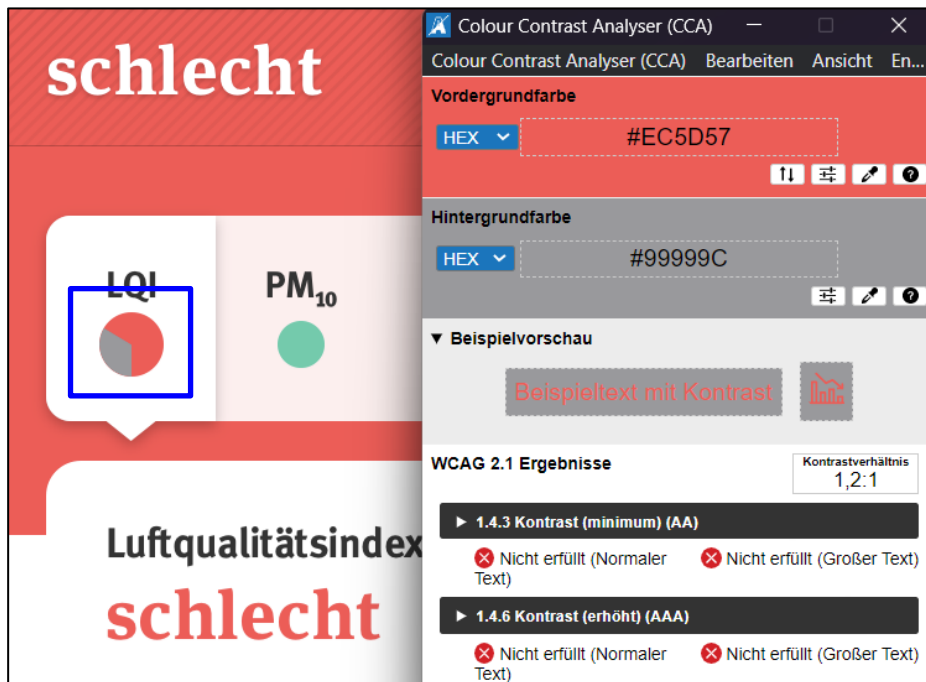 schlecht
LQI
PM10
Luftqualitätsindex
schlecht
Colour Contrast Analyser (CCA)
Colour Contrast Analyser (CCA) Bearbeiten Ansicht En...
Vordergrundfarbe
HEX #EC5D57
Hintergrundfarbe
HEX #99999C
▼ Beispielvorschau
Beispieltext mit Kontrast
WCAG 2.1 Ergebnisse
Kontrastverhältnis
1,2:1
▶ 1.4.3 Kontrast (minimum) (AA)
Nicht erfüllt (Normaler Text)
Nicht erfüllt (Großer Text)
▶ 1.4.6 Kontrast (erhöht) (AAA)
Nicht erfüllt (Normaler Text)
Nicht erfüllt (Großer Text)